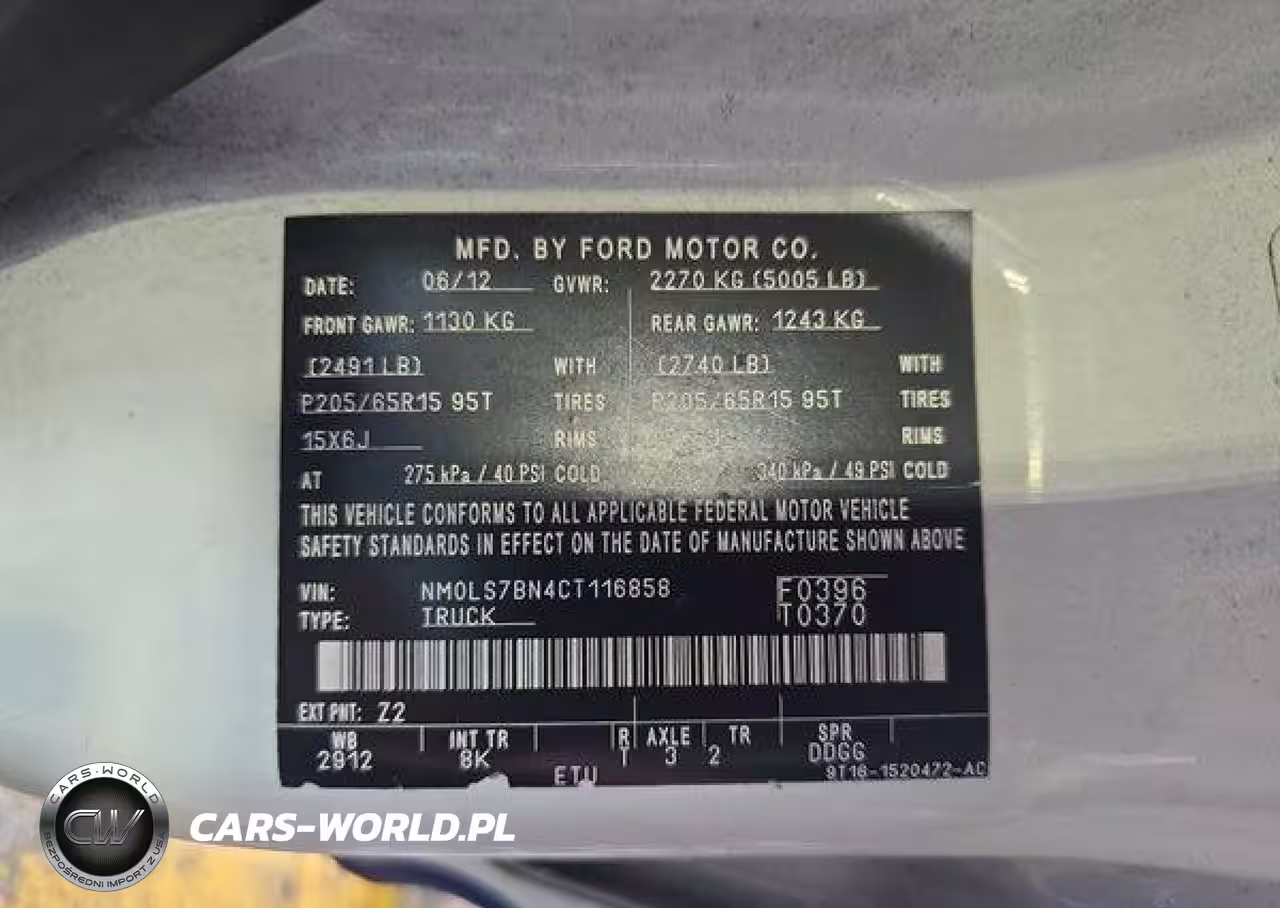 MFD. BY FORD MOTOR CO.
DATE: 06/12 GVWR: 2270 KG (5005 LB)
FRONT GAWR: 1130 KG REAR GAWR: 1243 KG
(2491 LB) WITH (2740 LB) WITH
P205/65R15 95T TIRES P205/65R15 95T TIRES
15X6J RIMS RIMS
AT 275 kPa / 40 PSI COLD 340 kPa / 49 PSI COLD
THIS VEHICLE CONFORMS TO ALL APPLICABLE FEDERAL MOTOR VEHICLE
SAFETY STANDARDS IN EFFECT ON THE DATE OF MANUFACTURE SHOWN ABOVE
VIN: NM0LS7BN4CT116858 F0396
TYPE: TRUCK T0370
EXT PNT: Z2
WB INT TR R AXLE TR SPR
2912 8K T 3 2 DDGG
ETU 9T16-1520472-AC
CARS-WORLD
CW
BEZPOŚREDNI IMPORT Z USA
CARS-WORLD.PL